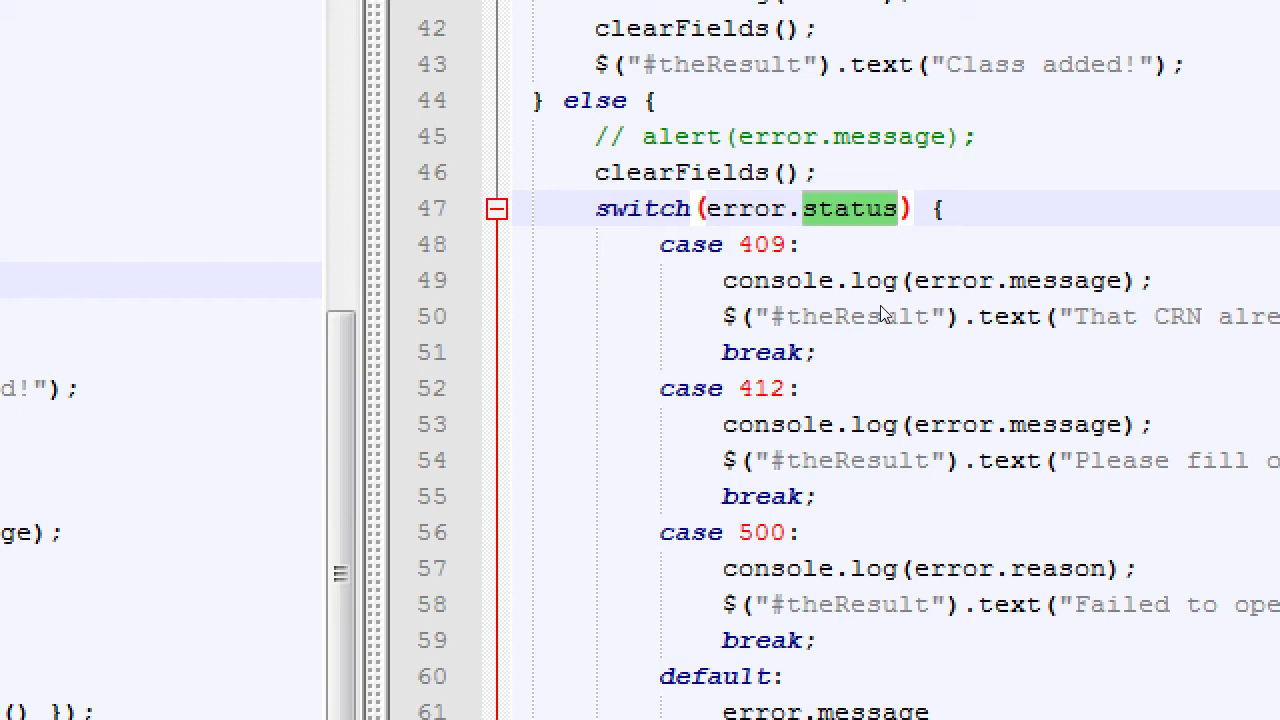 d!");
ge);
() });
42 clearFields();
43 $("#theResult").text("Class added!");
44 } else {
45 // alert(error.message);
46 clearFields();
47 switch(error.status) {
48 case 409:
49 console.log(error.message);
50 $("#theResult").text("That CRN alre
51 break;
52 case 412:
53 console.log(error.message);
54 $("#theResult").text("Please fill o
55 break;
56 case 500:
57 console.log(error.reason);
58 $("#theResult").text("Failed to ope
59 break;
60 default:
61 error.message